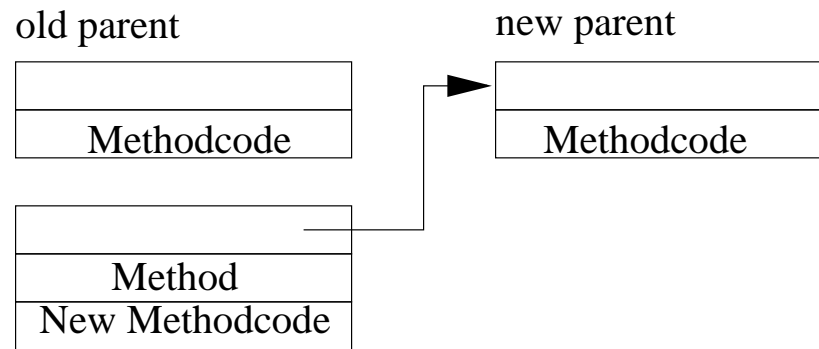 old parent
new parent
Methodcode
Methodcode
Method
New Methodcode